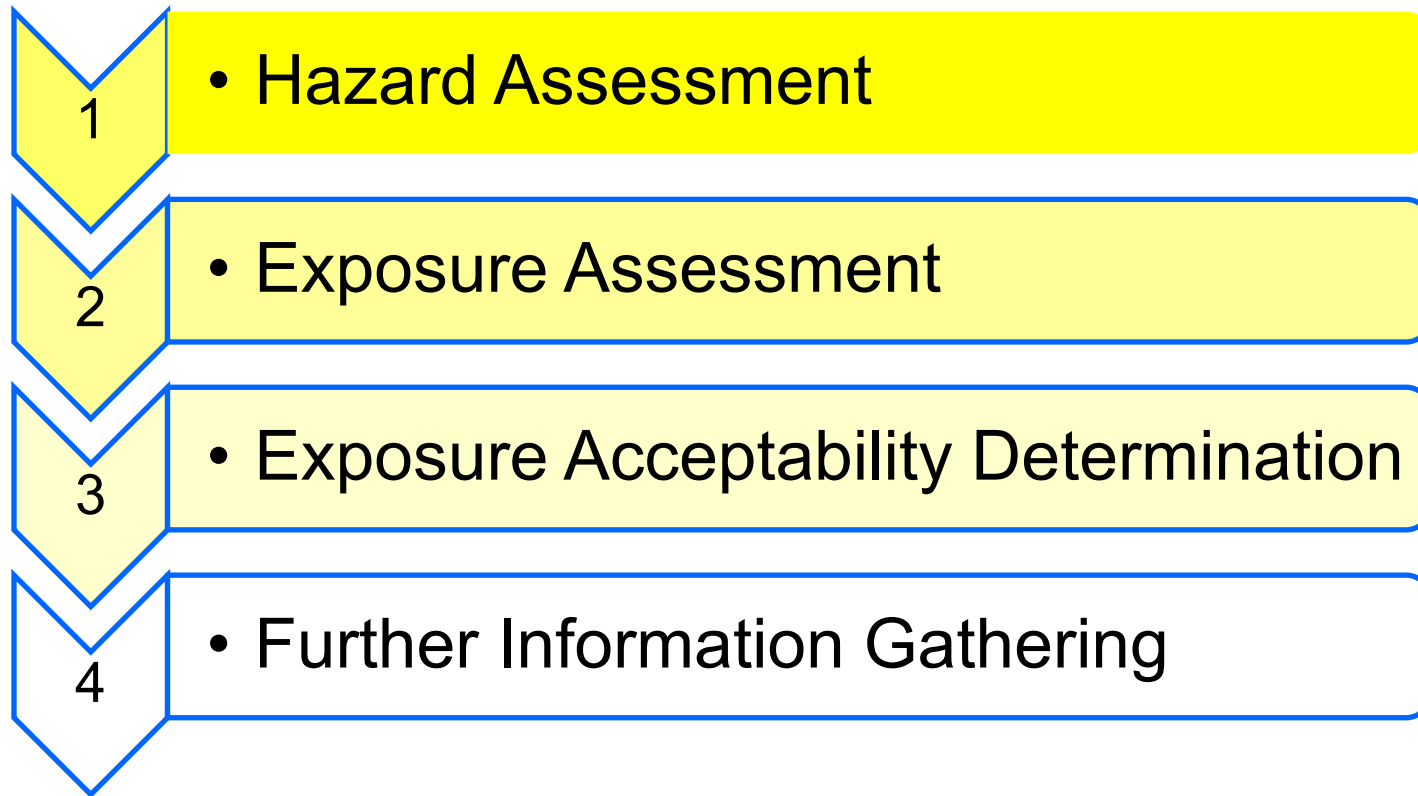 1
• Hazard Assessment
2
• Exposure Assessment
3
• Exposure Acceptability Determination
4
• Further Information Gathering